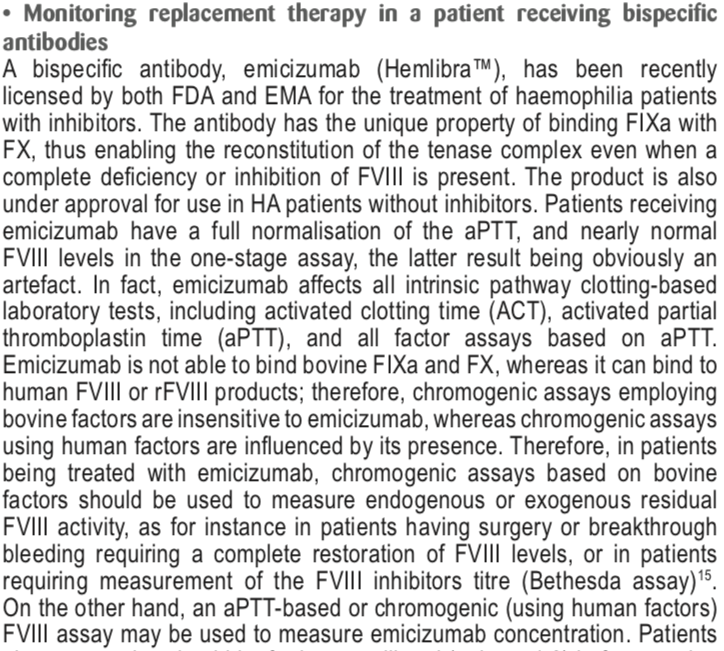 • Monitoring replacement therapy in a patient receiving bispecific
antibodies
A bispecific antibody, emicizumab (Hemlibra™), has been recently
licensed by both FDA and EMA for the treatment of haemophilia patients
with inhibitors. The antibody has the unique property of binding FIXa with
FX, thus enabling the reconstitution of the tenase complex even when a
complete deficiency or inhibition of FVIII is present. The product is also
under approval for use in HA patients without inhibitors. Patients receiving
emicizumab have a full normalisation of the aPTT, and nearly normal
FVIII levels in the one-stage assay, the latter result being obviously an
artefact. In fact, emicizumab affects all intrinsic pathway clotting-based
laboratory tests, including activated clotting time (ACT), activated partial
thromboplastin time (aPTT), and all factor assays based on aPTT.
Emicizumab is not able to bind bovine FIXa and FX, whereas it can bind to
human FVIII or rFVIII products; therefore, chromogenic assays employing
bovine factors are insensitive to emicizumab, whereas chromogenic assays
using human factors are influenced by its presence. Therefore, in patients
being treated with emicizumab, chromogenic assays based on bovine
factors should be used to measure endogenous or exogenous residual
FVIII activity, as for instance in patients having surgery or breakthrough
bleeding requiring a complete restoration of FVIII levels, or in patients
requiring measurement of the FVIII inhibitors titre (Bethesda assay)¹⁵.
On the other hand, an aPTT-based or chromogenic (using human factors)
FVIII assay may be used to measure emicizumab concentration. Patients